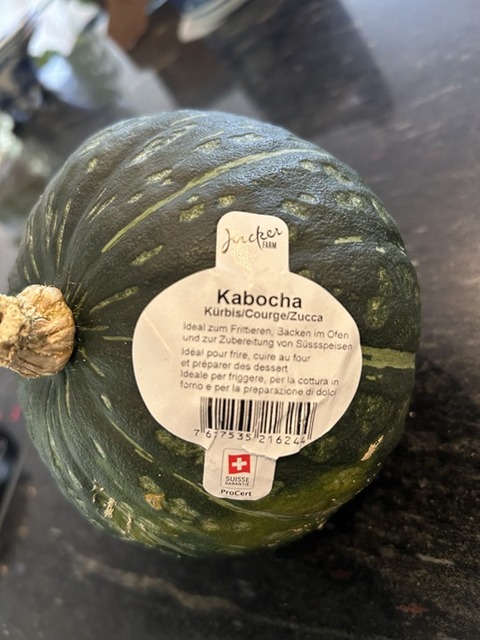 Jucker
FARM
Kabocha
Kürbis/Courge/Zucca
Ideal zum Frittieren, Backen im Ofen
und zur Zubereitung von Süssspeisen
Idéal pour frire, cuire au four
et préparer des dessert
Ideale per friggere, per la cottura in
forno e per la preparazione di dolci
7 617535 216244
SUISSE
GARANTIE
ProCert